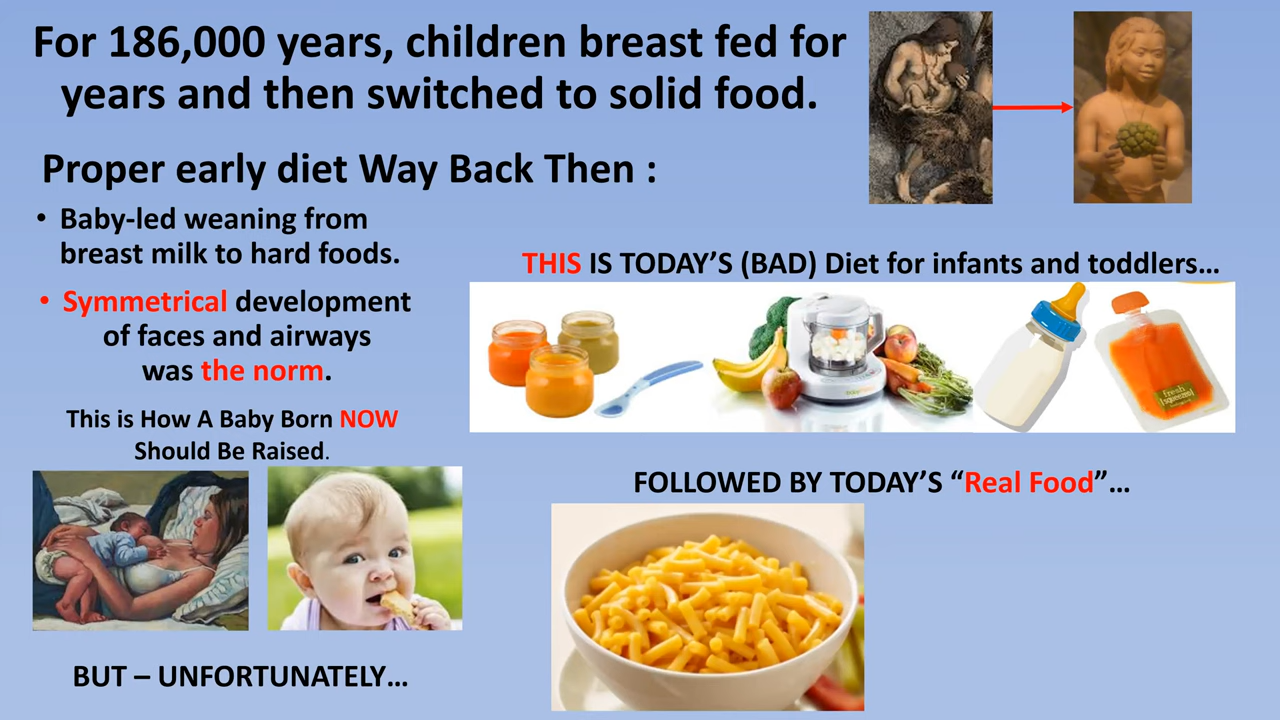 For 186,000 years, children breast fed for
years and then switched to solid food.
Proper early diet Way Back Then :
• Baby-led weaning from
breast milk to hard foods.
• Symmetrical development
of faces and airways
was the norm.
This is How A Baby Born NOW
Should Be Raised.
BUT – UNFORTUNATELY…
THIS IS TODAY’S (BAD) Diet for infants and toddlers…
fresh
squeezed
FOLLOWED BY TODAY’S “Real Food”…